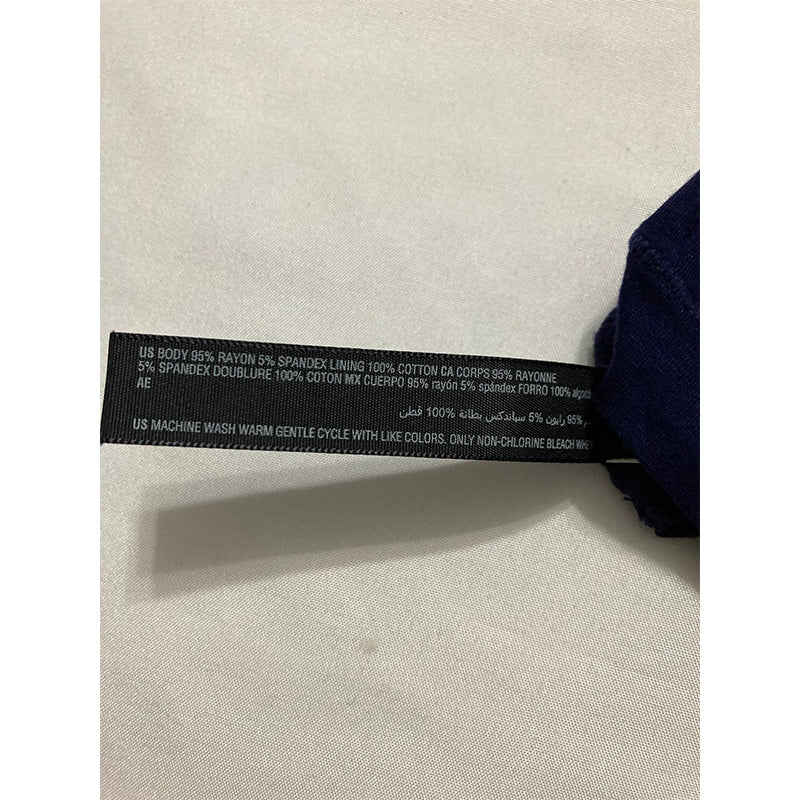 US BODY 95% RAYON 5% SPANDEX LINING 100% COTTON CA CORPS 95% RAYONNE
5% SPANDEX DOUBLURE 100% COTON MX CUERPO 95% rayón 5% spándex FORRO 100%
AE
95% رايون 5% سباندكس بطانة 100% قطن
US MACHINE WASH WARM GENTLE CYCLE WITH LIKE COLORS. ONLY NON-CHLORINE BLEACH WHE